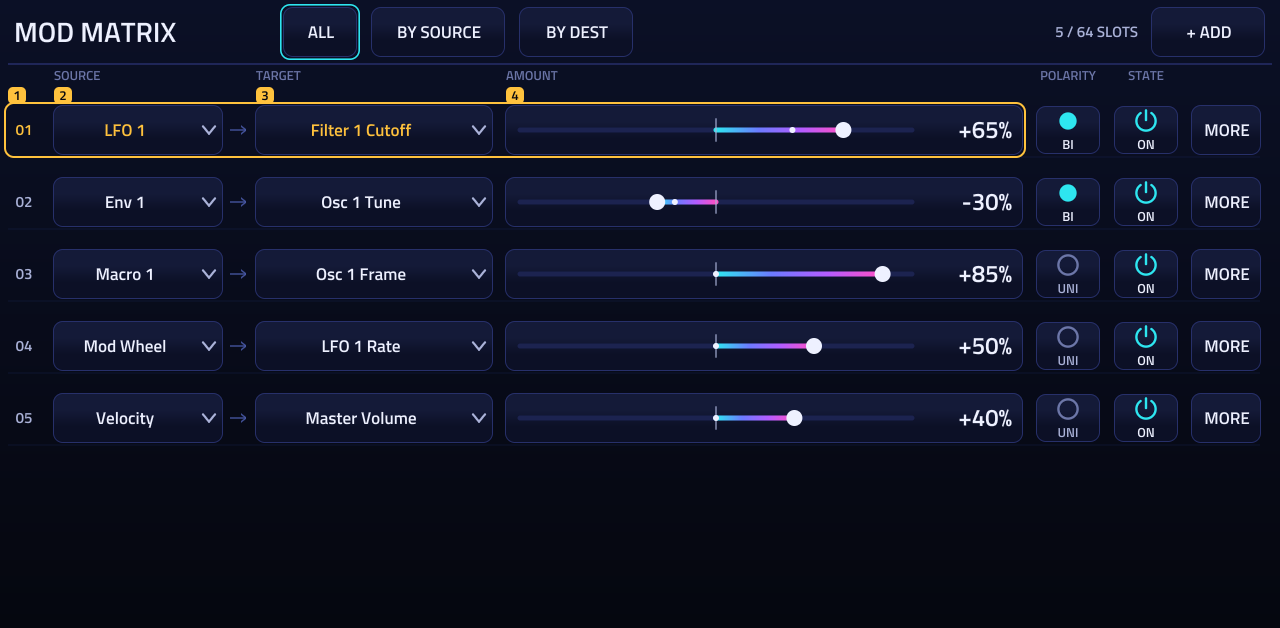 MOD MATRIX ALL BY SOURCE BY DEST 5 / 64 SLOTS + ADD
SOURCE TARGET AMOUNT POLARITY STATE
1 2 3 4
01 LFO 1 Filter 1 Cutoff +65% BI ON MORE
02 Env 1 Osc 1 Tune -30% BI ON MORE
03 Macro 1 Osc 1 Frame +85% UNI ON MORE
04 Mod Wheel LFO 1 Rate +50% UNI ON MORE
05 Velocity Master Volume +40% UNI ON MORE